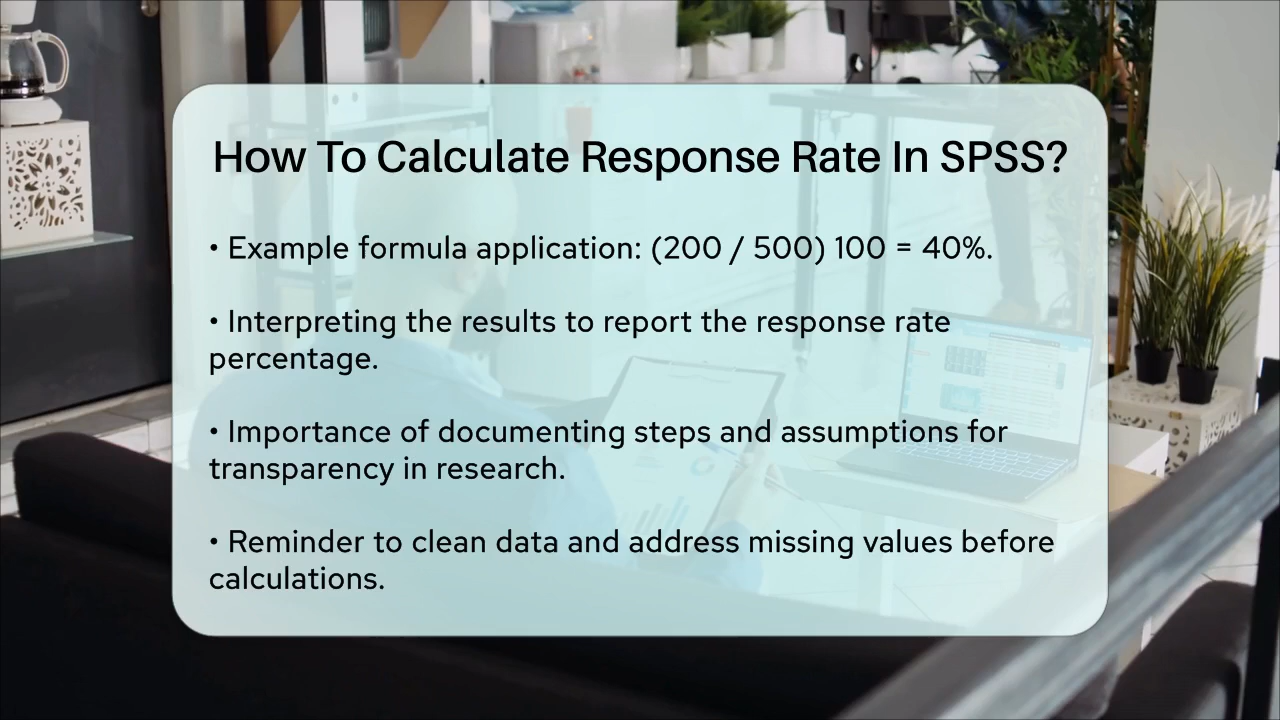 How To Calculate Response Rate In SPSS?
• Example formula application: (200 / 500) 100 = 40%.
• Interpreting the results to report the response rate
percentage.
• Importance of documenting steps and assumptions for
transparency in research.
• Reminder to clean data and address missing values before
calculations.